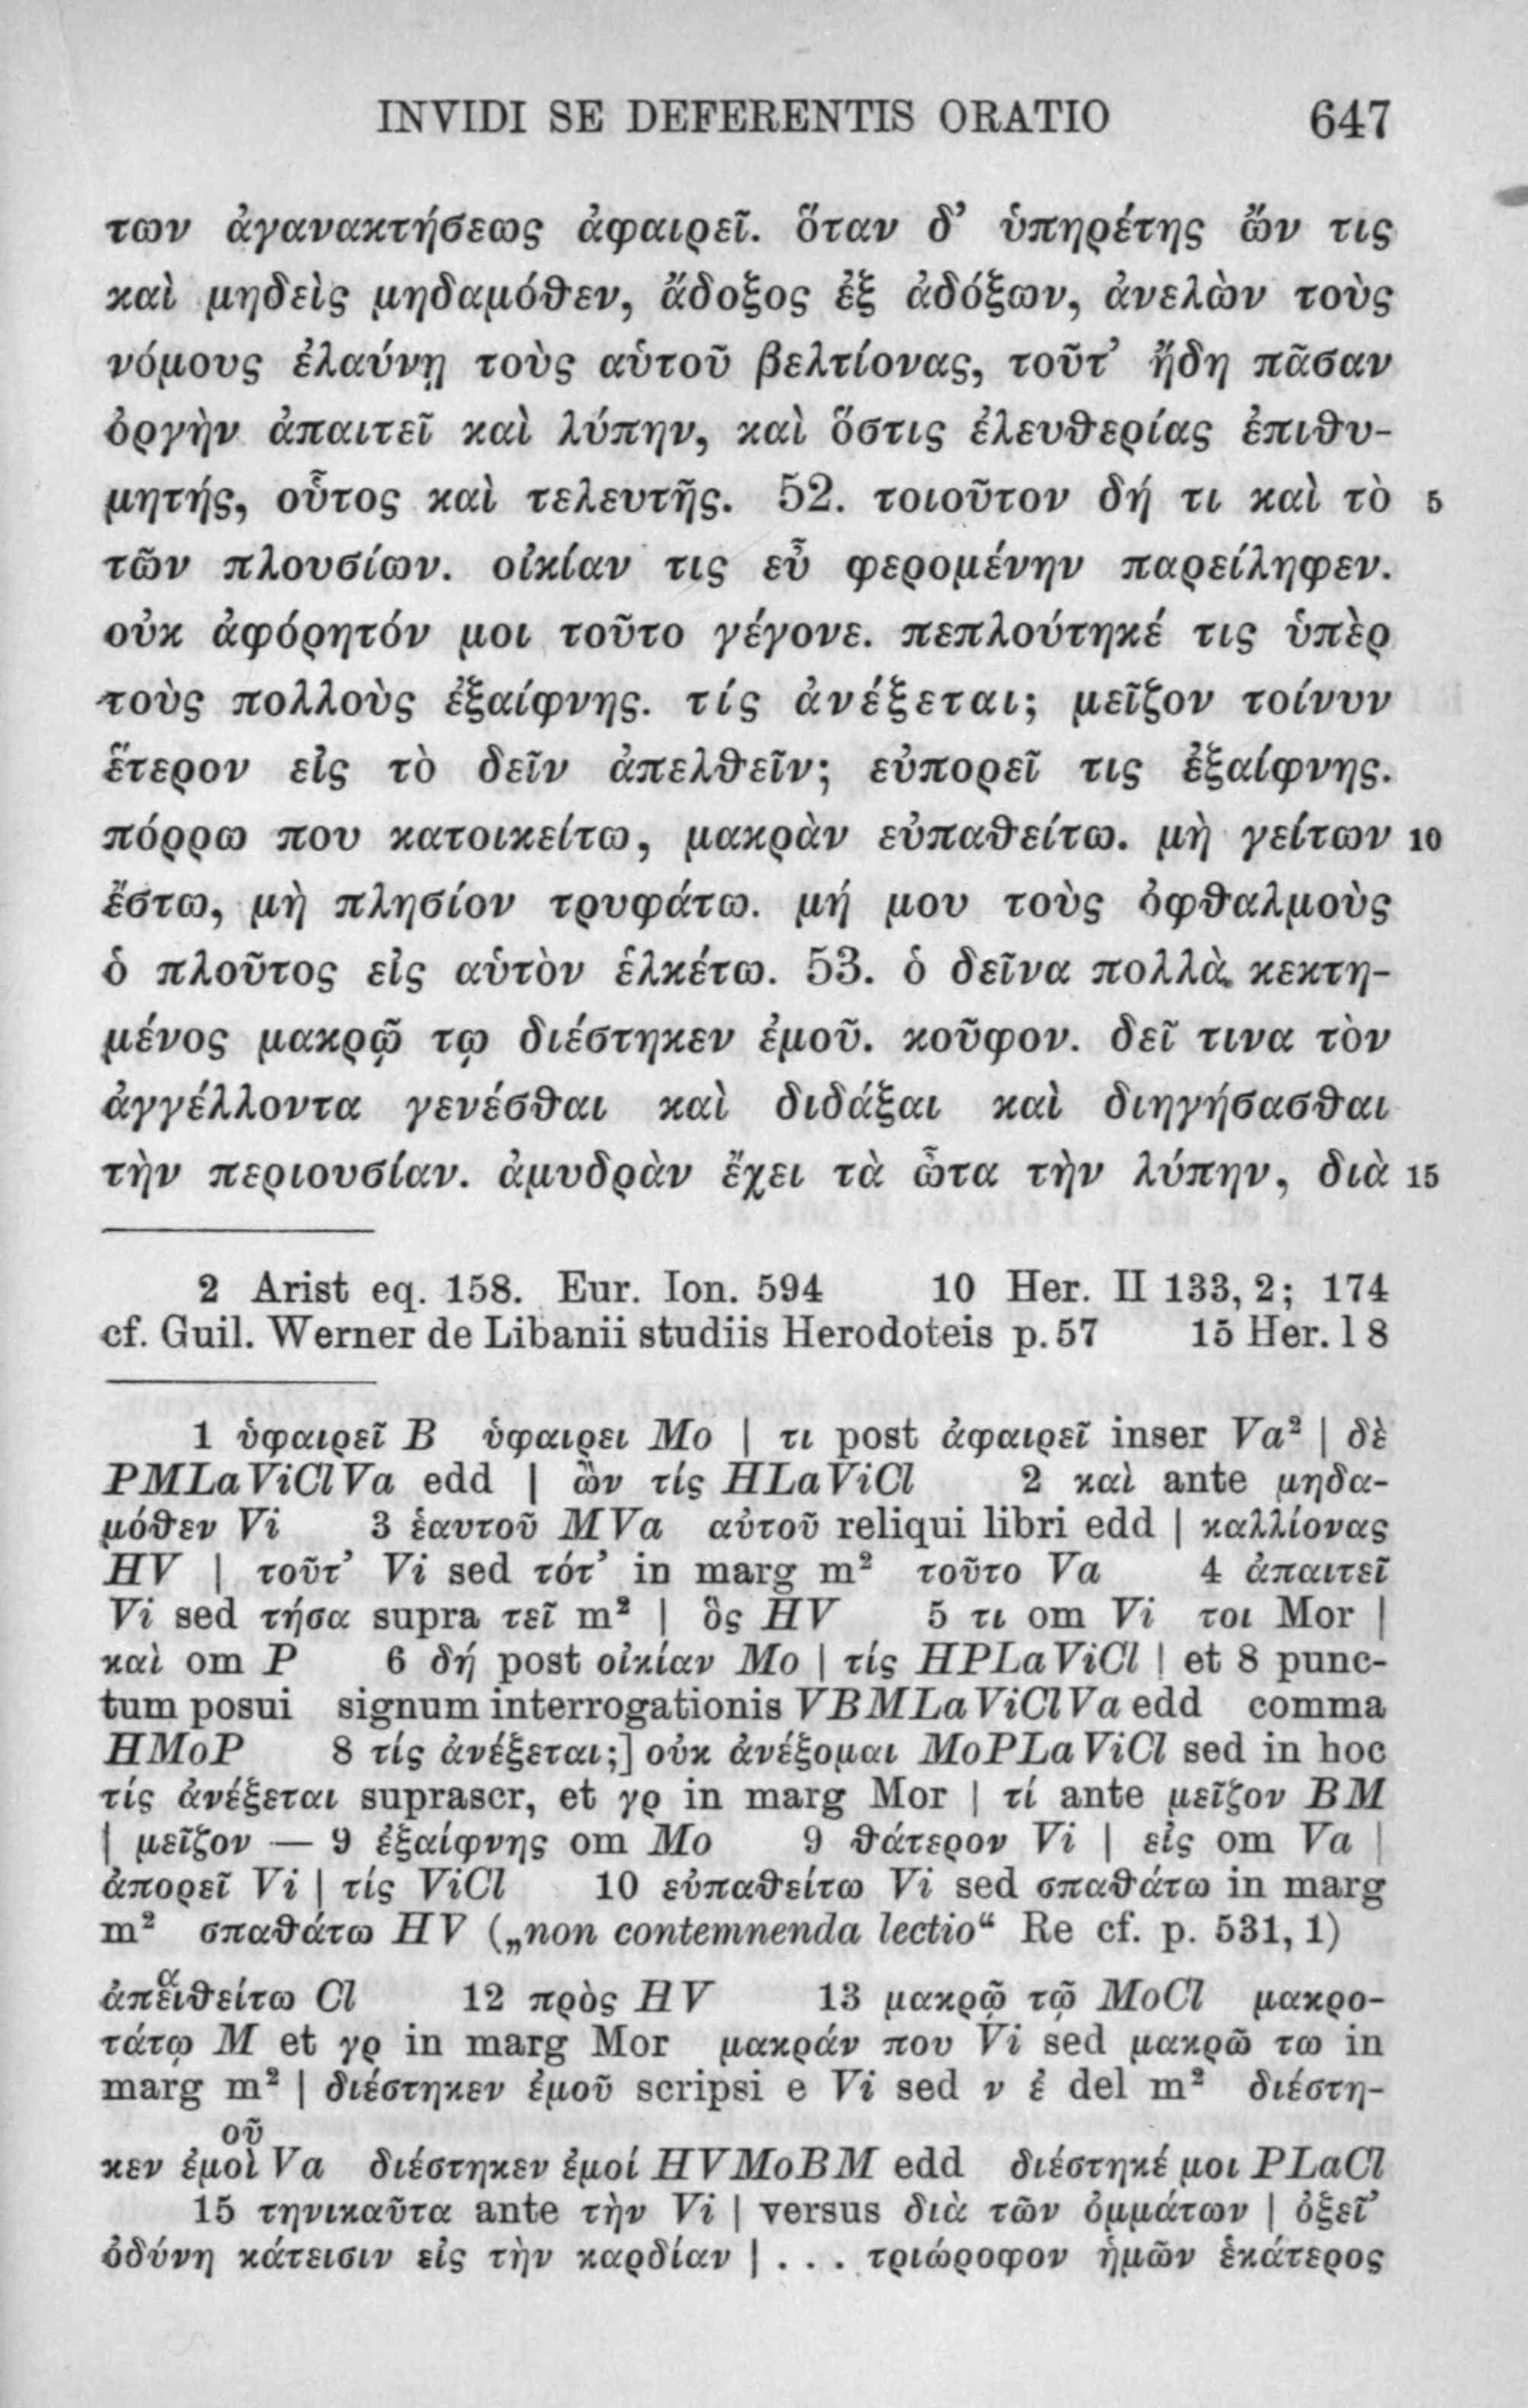 INVIDI SE DEFERENTIS ORATIO 647
των ἀγανακτήσεως ἀφαιρεῖ. ὅταν δ’ ὑπηρέτης ὤν τις
καὶ μηδεὶς μηδαμόθεν, ἄδοξος ἐξ ἀδόξων, ἀνελὼν τοὺς
νόμους ἐλαύνῃ τοὺς αὑτοῦ βελτίονας, τοῦτ’ ἤδη πᾶσαν
ὀργὴν ἀπαιτεῖ καὶ λύπην, καὶ ὅστις ἐλευθερίας ἐπιθυ-
μητής, οὗτος καὶ τελευτῆς. 52. τοιοῦτον δή τι καὶ τὸ 5
τῶν πλουσίων. οἰκίαν τις εὖ φερομένην παρείληφεν.
οὐκ ἀφόρητόν μοι τοῦτο γέγονε. πεπλούτηκέ τις ὑπὲρ
τοὺς πολλοὺς ἐξαίφνης. τίς ἀνέξεται; μεῖζον τοίνυν
ἕτερον εἰς τὸ δεῖν ἀπελθεῖν; εὐπορεῖ τις ἐξαίφνης.
πόρρω που κατοικείτω, μακρὰν εὐπαθείτω. μὴ γείτων 10
ἔστω, μὴ πλησίον τρυφάτω. μή μου τοὺς ὀφθαλμοὺς
ὁ πλοῦτος εἰς αὑτὸν ἑλκέτω. 53. ὁ δεῖνα πολλὰ κεκτη-
μένος μακρῷ τῳ διέστηκεν ἐμοῦ. κοῦφον. δεῖ τινα τὸν
ἀγγέλλοντα γενέσθαι καὶ διδάξαι καὶ διηγήσασθαι
τὴν περιουσίαν. ἀμυδρὰν ἔχει τὰ ὦτα τὴν λύπην, διὰ 15
2 Arist eq. 158. Eur. Ion. 594 10 Her. II 133, 2; 174
cf. Guil. Werner de Libanii studiis Herodoteis p. 57 15 Her. I 8
1 ὑφαιρεῖ B ὑφαιρει Mo | τι post ἀφαιρεῖ inser Va² | δὲ
PMLaViClVa edd | ὢν τίς HLaViCl 2 καὶ ante μηδα-
μόθεν Vi 3 ἑαυτοῦ MVa αὐτοῦ reliqui libri edd | καλλίονας
HV | τοῦτ’ Vi sed τότ’ in marg m² τοῦτο Va 4 ἀπαιτεῖ
Vi sed τήσα supra τεῖ m² | ὃς HV 5 τι om Vi τοι Mor |
καὶ om P 6 δή post οἰκίαν Mo | τίς HPLaViCl | et 8 punc-
tum posui signum interrogationis VBMLaViClVa edd comma
HMoP 8 τίς ἀνέξεται;] οὐκ ἀνέξομαι MoPLaViCl sed in hoc
τίς ἀνέξεται suprascr, et γρ in marg Mor | τί ante μεῖζον BM
| μεῖζον — 9 ἐξαίφνης om Mo 9 θάτερον Vi | εἰς om Va |
ἀπορεῖ Vi | τίς ViCl 10 εὐπαθείτω Vi sed σπαθάτω in marg
m² σπαθάτω HV („non contemnenda lectio“ Re cf. p. 531, 1)
α
ἀπειθείτω Cl 12 πρὸς HV 13 μακρῷ τῷ MoCl μακρο-
τάτῳ M et γρ in marg Mor μακράν που Vi sed μακρῶ τω in
marg m² | διέστηκεν ἐμοῦ scripsi e Vi sed ν ἐ del m² διέστη-
οῦ
κεν ἐμοὶ Va διέστηκεν ἐμοί HVMoBM edd διέστηκέ μοι PLaCl
15 τηνικαῦτα ante τὴν Vi | versus διὰ τῶν ὀμμάτων | ὀξεῖ’
ὀδύνη κάτεισιν εἰς τὴν καρδίαν | . . . τριώροφον ἡμῶν ἑκάτερος